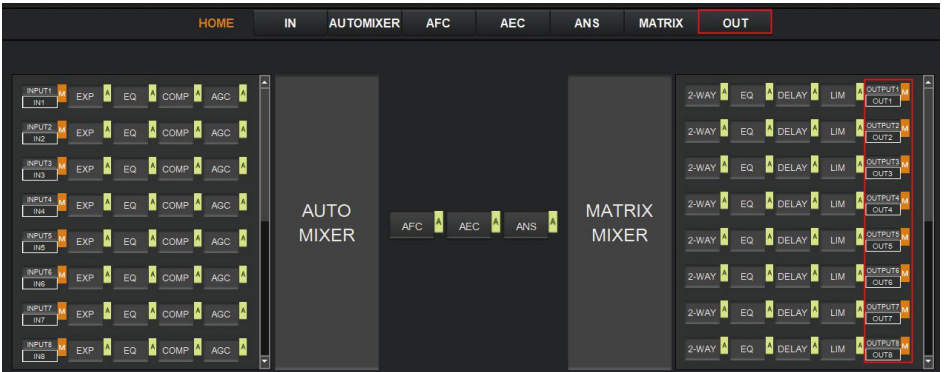 HOME IN AUTOMIXER AFC AEC ANS MATRIX OUT
INPUT1 M EXP A EQ A COMP A AGC A
IN1
INPUT2 M EXP A EQ A COMP A AGC A
IN2
INPUT3 M EXP A EQ A COMP A AGC A
IN3
INPUT4 M EXP A EQ A COMP A AGC A
IN4
INPUT5 M EXP A EQ A COMP A AGC A
IN5
INPUT6 M EXP A EQ A COMP A AGC A
IN6
INPUT7 M EXP A EQ A COMP A AGC A
IN7
INPUT8 M EXP A EQ A COMP A AGC A
IN8
AUTO
MIXER
AFC A AEC A ANS A
MATRIX
MIXER
2-WAY A EQ A DELAY A LIM A OUTPUT1 M
OUT1
2-WAY A EQ A DELAY A LIM A OUTPUT2 M
OUT2
2-WAY A EQ A DELAY A LIM A OUTPUT3 M
OUT3
2-WAY A EQ A DELAY A LIM A OUTPUT4 M
OUT4
2-WAY A EQ A DELAY A LIM A OUTPUT5 M
OUT5
2-WAY A EQ A DELAY A LIM A OUTPUT6 M
OUT6
2-WAY A EQ A DELAY A LIM A OUTPUT7 M
OUT7
2-WAY A EQ A DELAY A LIM A OUTPUT8 M
OUT8